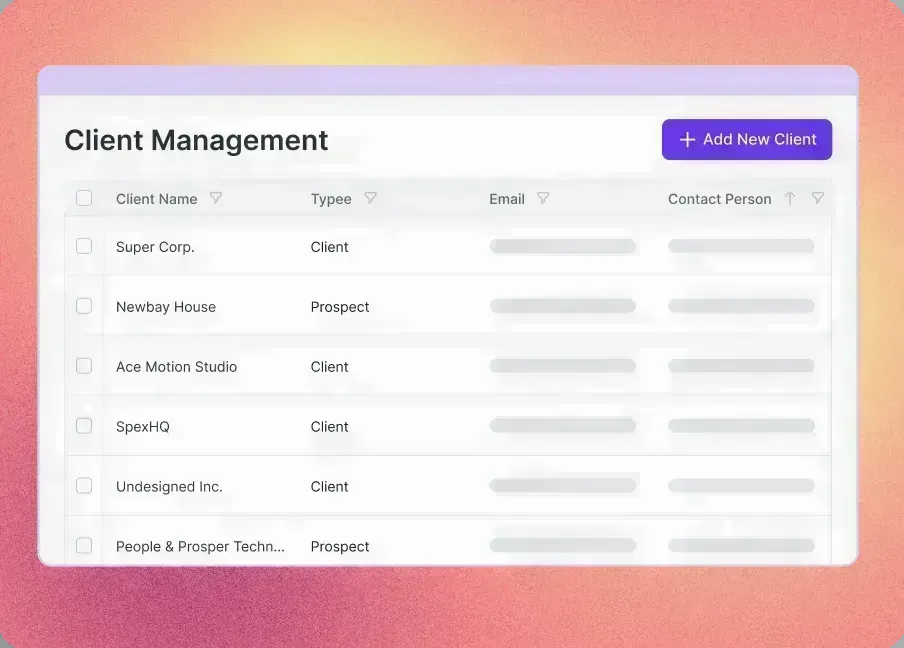 Client Management
+ Add New Client
Client Name Typee Email Contact Person
Super Corp. Client
Newbay House Prospect
Ace Motion Studio Client
SpexHQ Client
Undesigned Inc. Client
People & Prosper Techn... Prospect